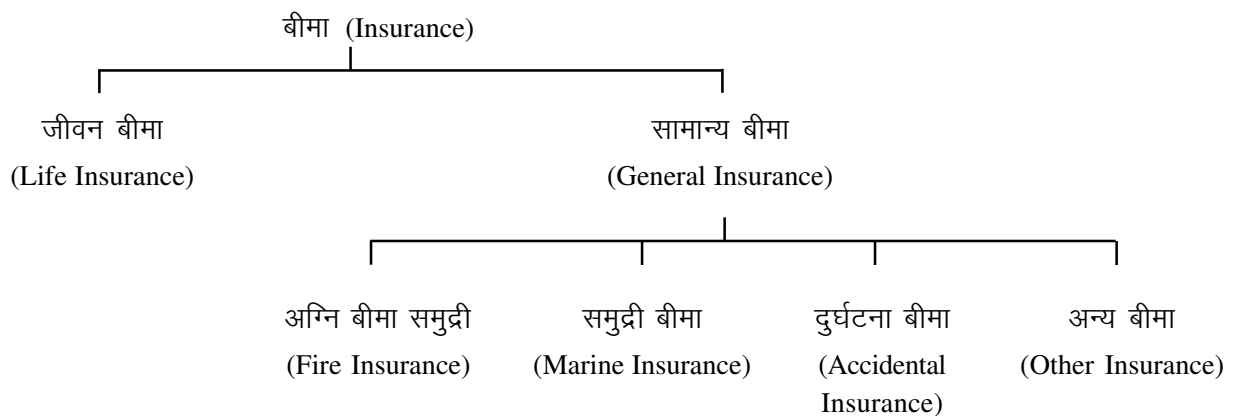 बीमा (Insurance)
जीवन बीमा
(Life Insurance)
सामान्य बीमा
(General Insurance)
अग्नि बीमा समुद्री
(Fire Insurance)
समुद्री बीमा
(Marine Insurance)
दुर्घटना बीमा
(Accidental
Insurance)
अन्य बीमा
(Other Insurance)